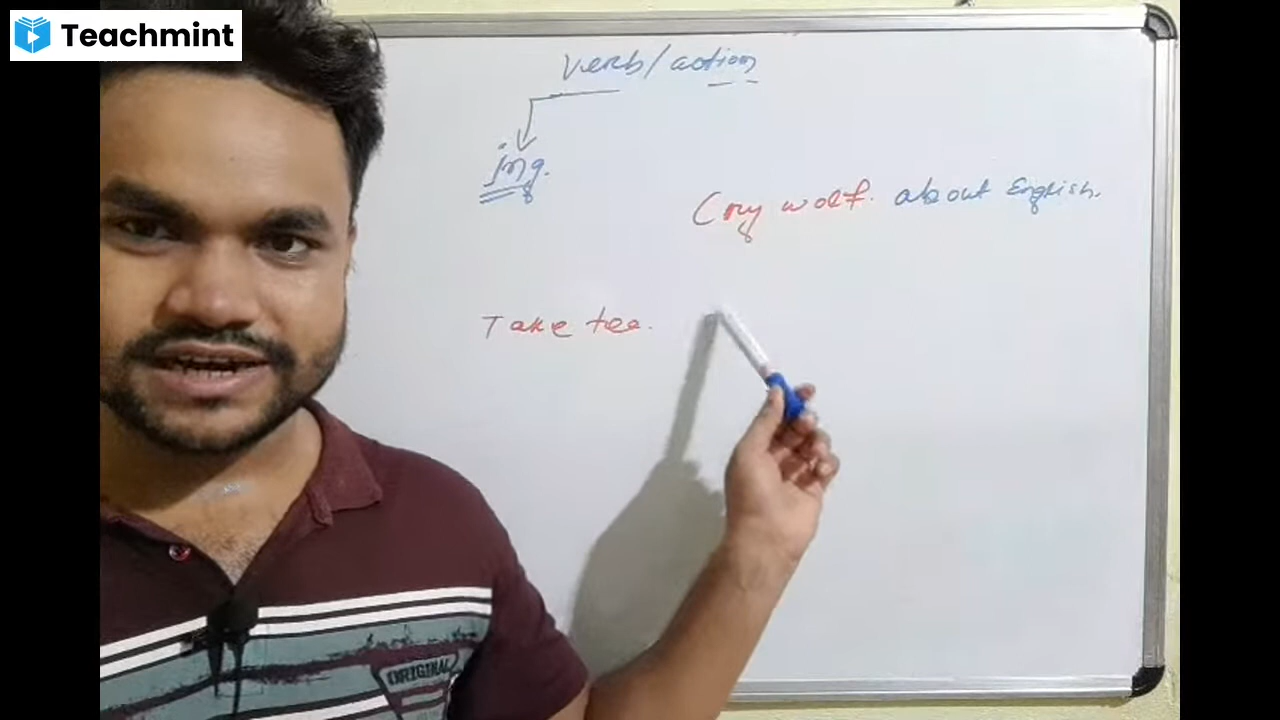 Teachmint
verb/action
ing.
Cry wolf. about English.
Take tea.
ORIGINAL